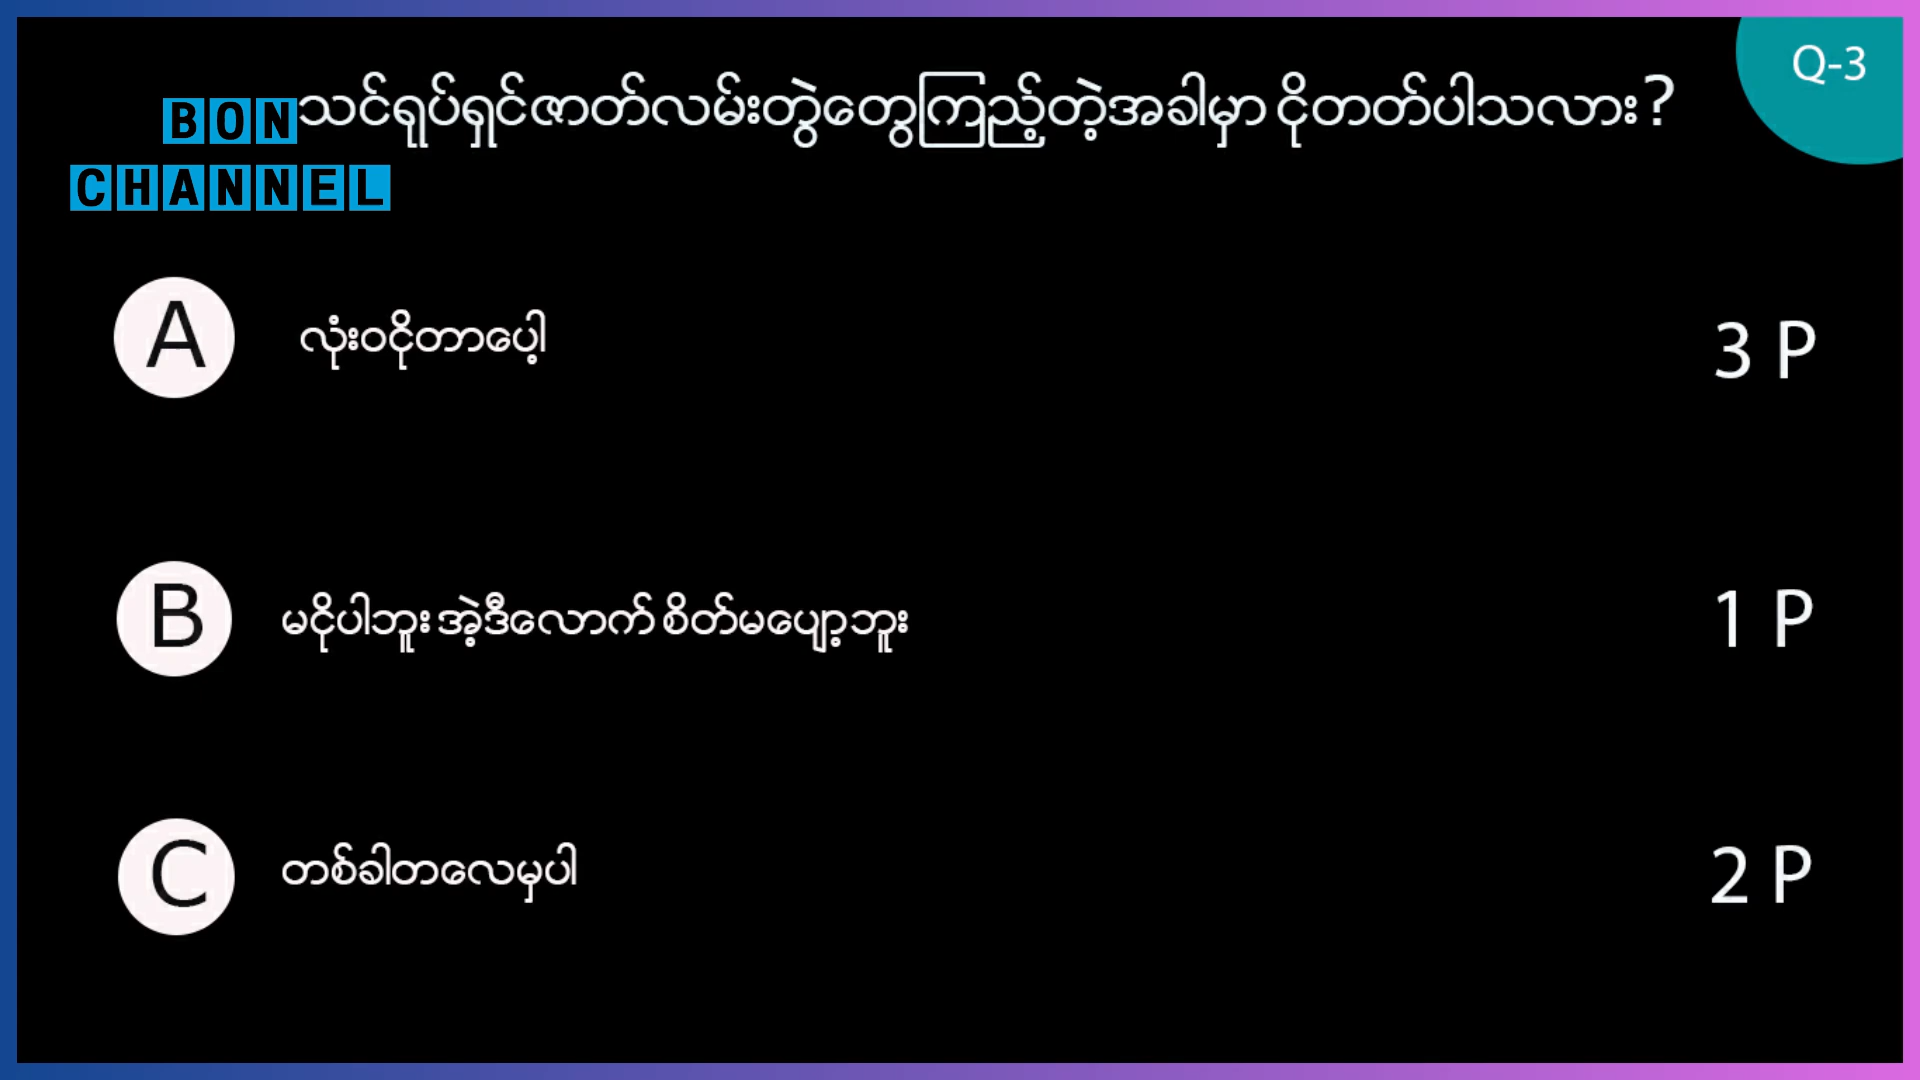 Q-3
သင်ရုပ်ရှင်ဇာတ်လမ်းတွဲတွေကြည့်တဲ့အခါမှာ ငိုတတ်ပါသလား?
BON
CHANNEL
A လုံးဝငိုတာပေါ့ 3 P
B မငိုပါဘူး အဲ့ဒီလောက် စိတ်မပျော့ဘူး 1 P
C တစ်ခါတလေမှပါ 2 P